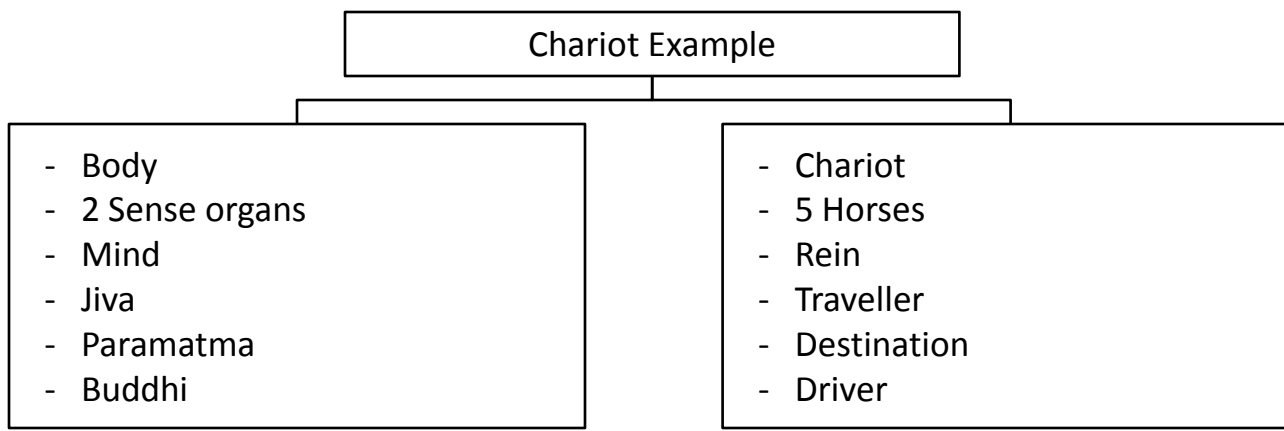 Chariot Example
- Body
- 2 Sense organs
- Mind
- Jiva
- Paramatma
- Buddhi
- Chariot
- 5 Horses
- Rein
- Traveller
- Destination
- Driver